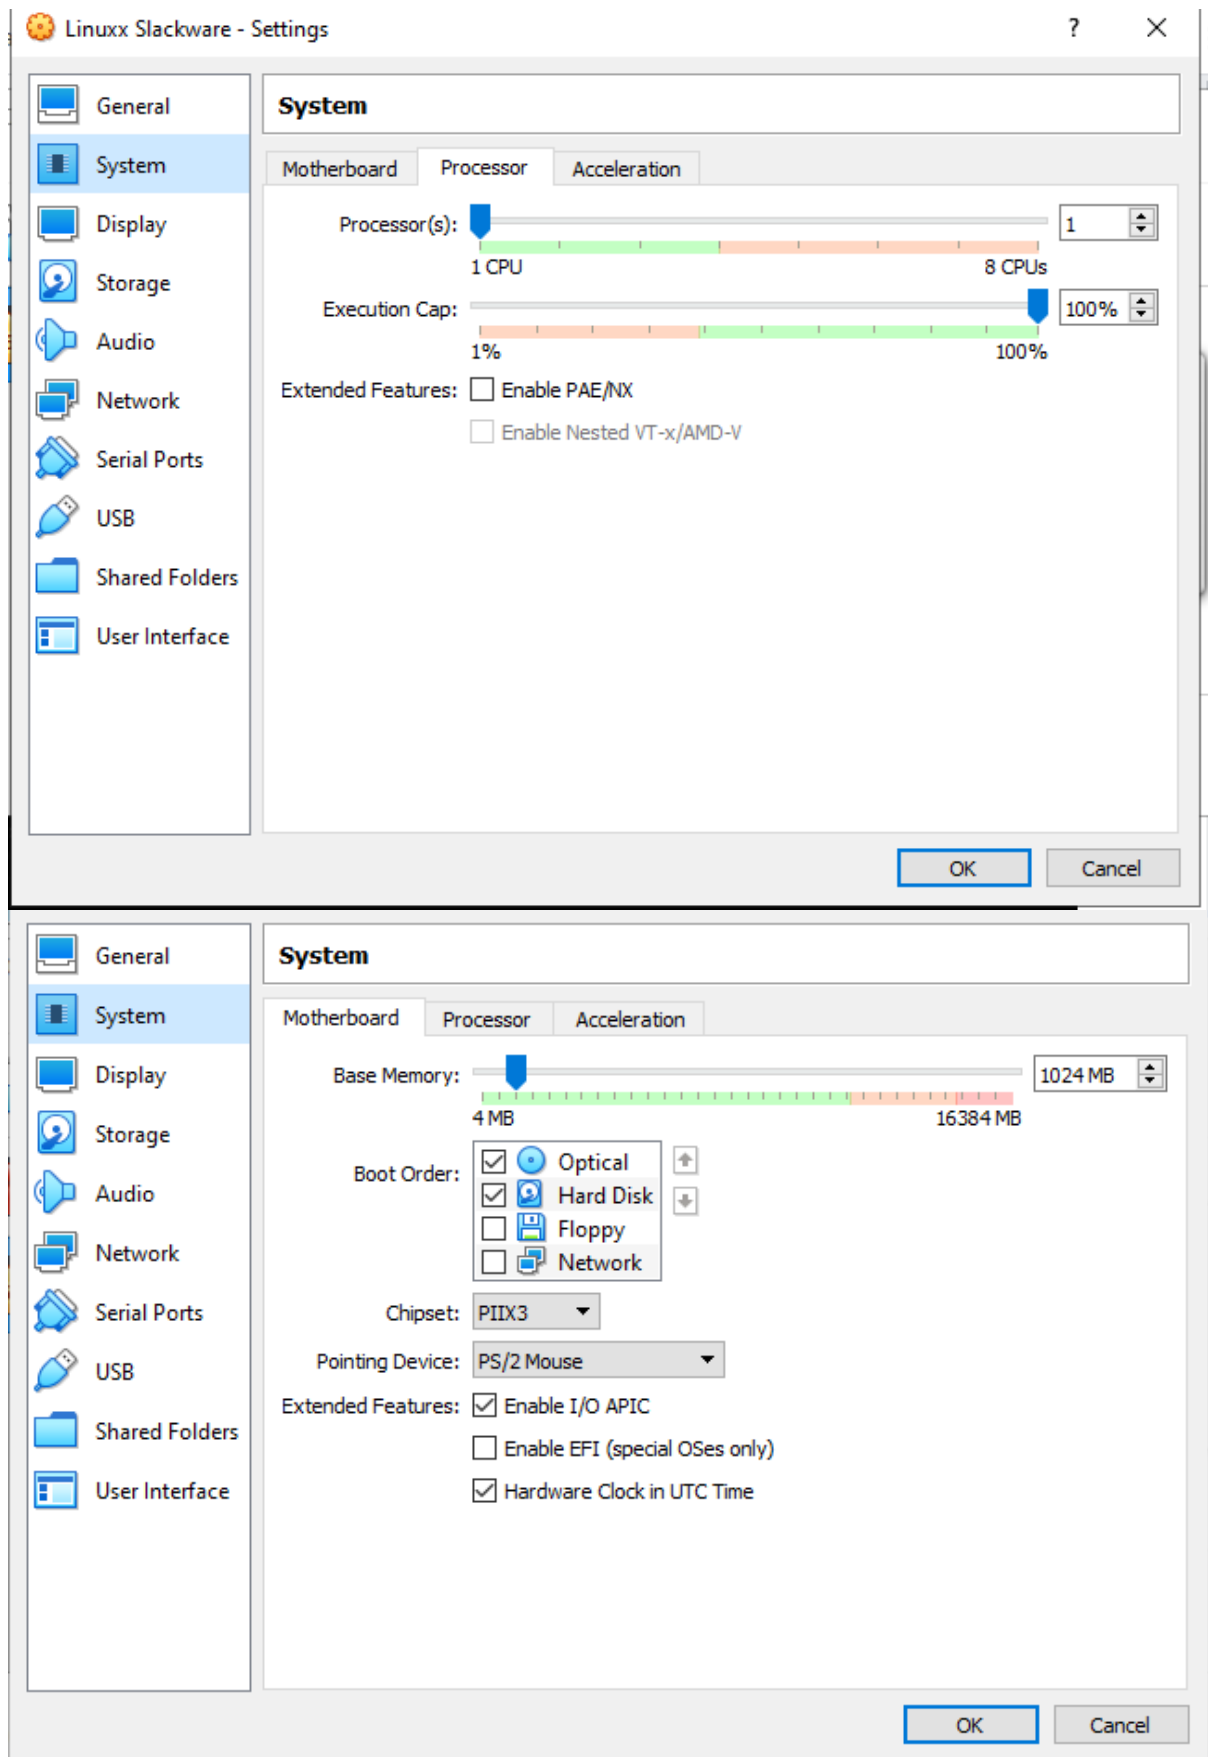 Linuxx Slackware - Settings
?
General
System
Display
Storage
Audio
Network
Serial Ports
USB
Shared Folders
User Interface
System
Motherboard
Processor
Acceleration
Processor(s):
1
1 CPU
8 CPUs
Execution Cap:
100%
1%
100%
Extended Features:
Enable PAE/NX
Enable Nested VT-x/AMD-V
OK
Cancel
General
System
Display
Storage
Audio
Network
Serial Ports
USB
Shared Folders
User Interface
System
Motherboard
Processor
Acceleration
Base Memory:
1024 MB
4 MB
16384 MB
Boot Order:
Optical
Hard Disk
Floppy
Network
Chipset:
PIIX3
Pointing Device:
PS/2 Mouse
Extended Features:
Enable I/O APIC
Enable EFI (special OSes only)
Hardware Clock in UTC Time
OK
Cancel